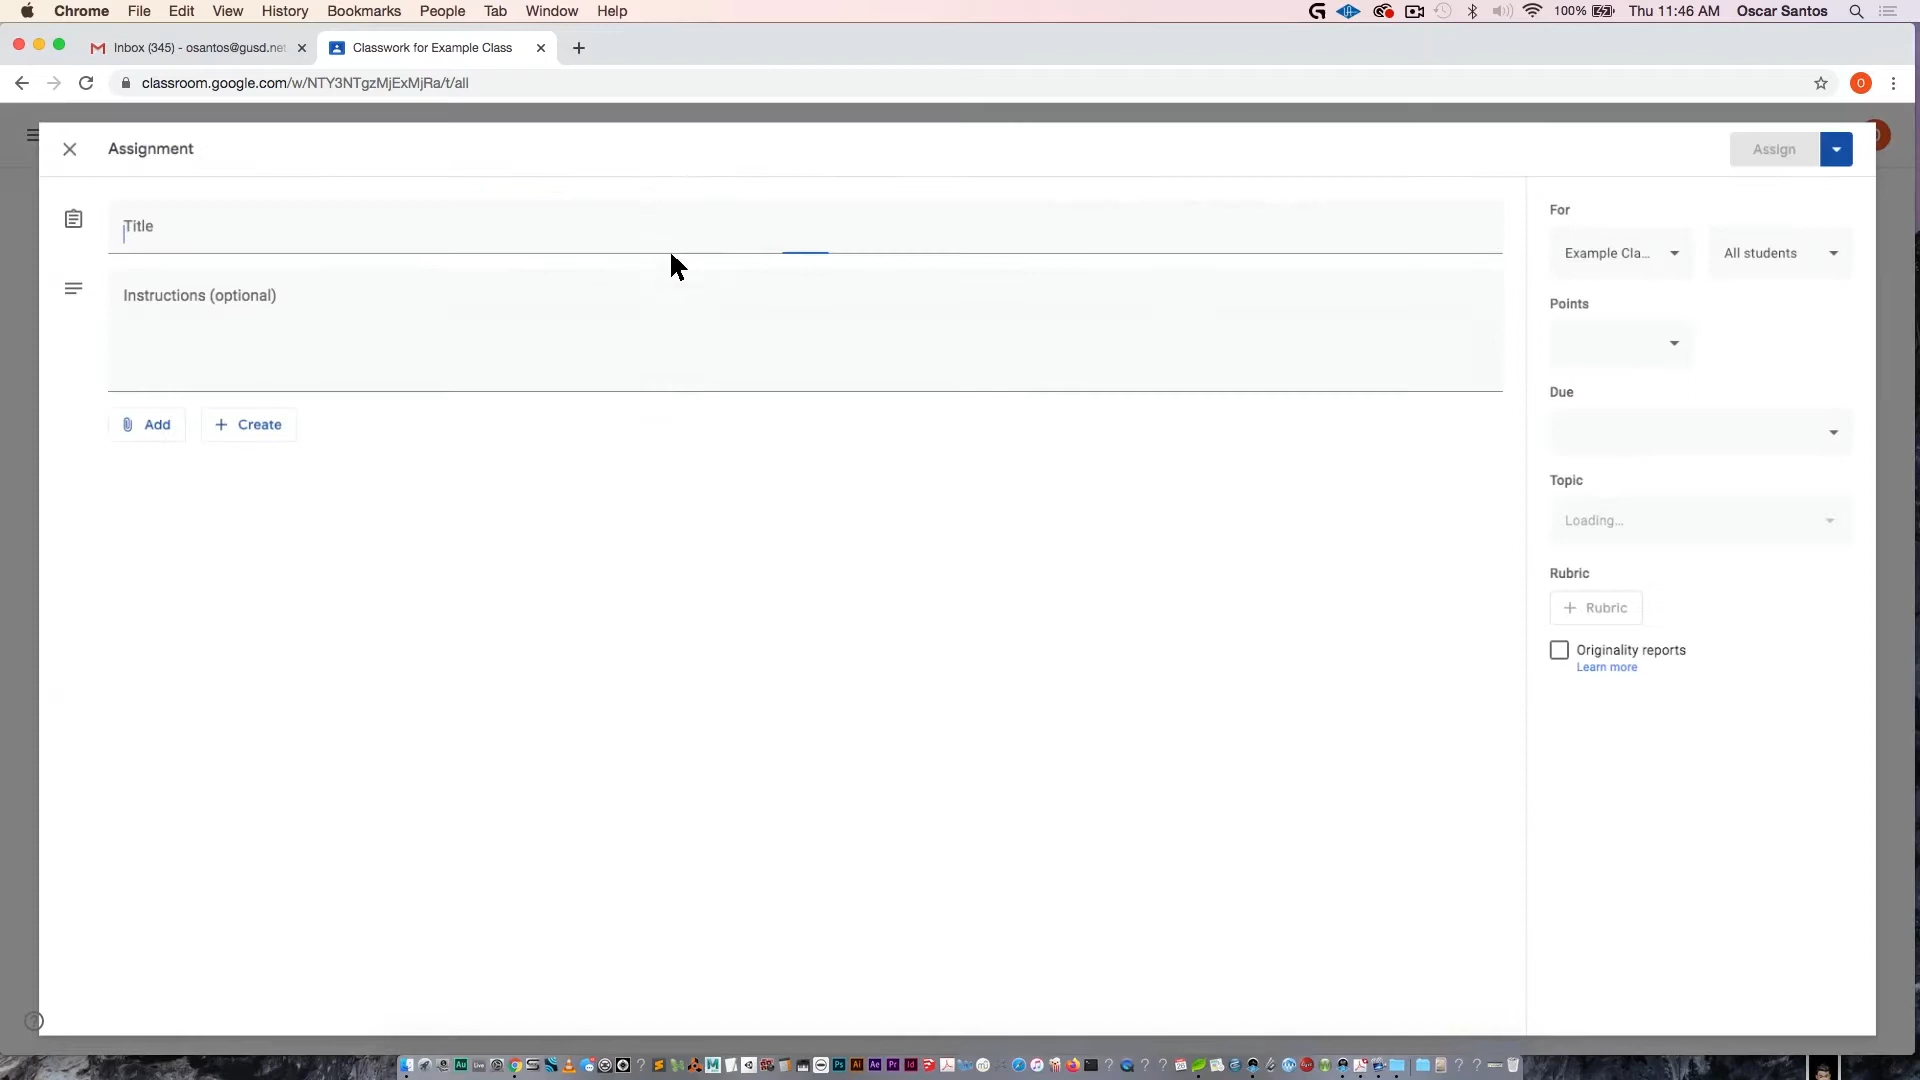 Chrome File Edit View History Bookmarks People Tab Window Help 100% Thu 11:46 AM Oscar Santos
Inbox (345) - osantos@gusd.net
Classwork for Example Class
classroom.google.com/w/NTY3NTgzMjExMjRa/t/all
O
Assignment
Assign
Title
Instructions (optional)
Add
Create
For
Example Cla...
All students
Points
Due
Topic
Loading...
Rubric
Rubric
Originality reports
Learn more